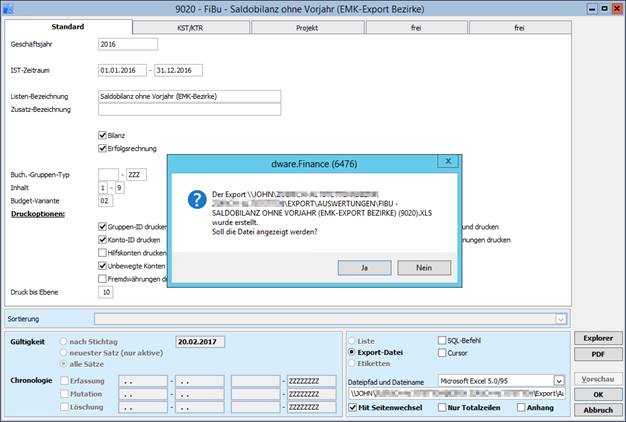 9020 - FiBu - Saldobilanz ohne Vorjahr (EMK-Export Bezirke)
Standard KST/KTR Projekt frei frei
Geschäftsjahr 2016
IST-Zeitraum 01.01.2016 - 31.12.2016
Listen-Bezeichnung Saldobilanz ohne Vorjahr (EMK-Bezirke)
Zusatz-Bezeichnung
Bilanz
Erfolgsrechnung
Buch.-Gruppen-Typ - ZZZ
Inhalt 1 - 9
Budget-Variante 02
Druckoptionen:
Gruppen-ID drucken und drucken
Konto-ID drucken nungen drucken
Hilfskonten drucken
Unbewegte Konten
Fremdwährungen d
Druck bis Ebene 10
dware.Finance (6476)
Der Export \\JOHN\
\EXPORT\AUSWERTUNGEN\FIBU -
SALDOBILANZ OHNE VORJAHR (EMK-EXPORT BEZIRKE) (9020).XLS
wurde erstellt.
Soll die Datei angezeigt werden?
Ja Nein
Sortierung
Gültigkeit nach Stichtag 20.02.2017
neuester Satz (nur aktive)
alle Sätze
Chronologie Erfassung . . - . . - ZZZZZZZZ
Mutation . . - . . - ZZZZZZZZ
Löschung . . - . . - ZZZZZZZZ
Liste SQL-Befehl
Export-Datei Cursor
Etiketten
Dateipfad und Dateiname Microsoft Excel 5.0/95
\\JOHN\ \Export\Au
Mit Seitenwechsel Nur Totalzeilen Anhang
Explorer
PDF
Vorschau
OK
Abbruch